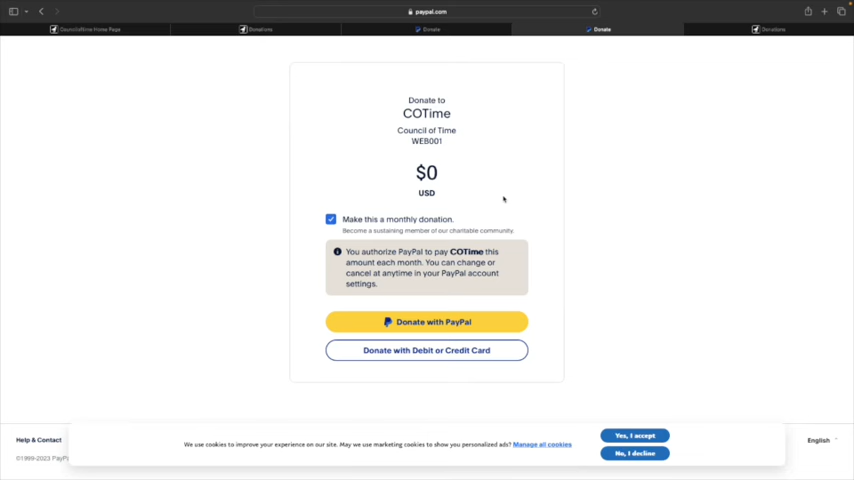 paypal.com
Donations
Donate
Donate
Donations
Donate to
COTime
Council of Time
WEB001
$0
USD
Make this a monthly donation.
Become a sustaining member of our charitable community.
You authorize PayPal to pay COTime this
amount each month. You can change or
cancel at anytime in your PayPal account
settings.
Donate with PayPal
Donate with Debit or Credit Card
Help & Contact
We use cookies to improve your experience on our site. May we use marketing cookies to show you personalized ads? Manage all cookies
Yes, I accept
No, I decline
English
©1999-2023 PayP